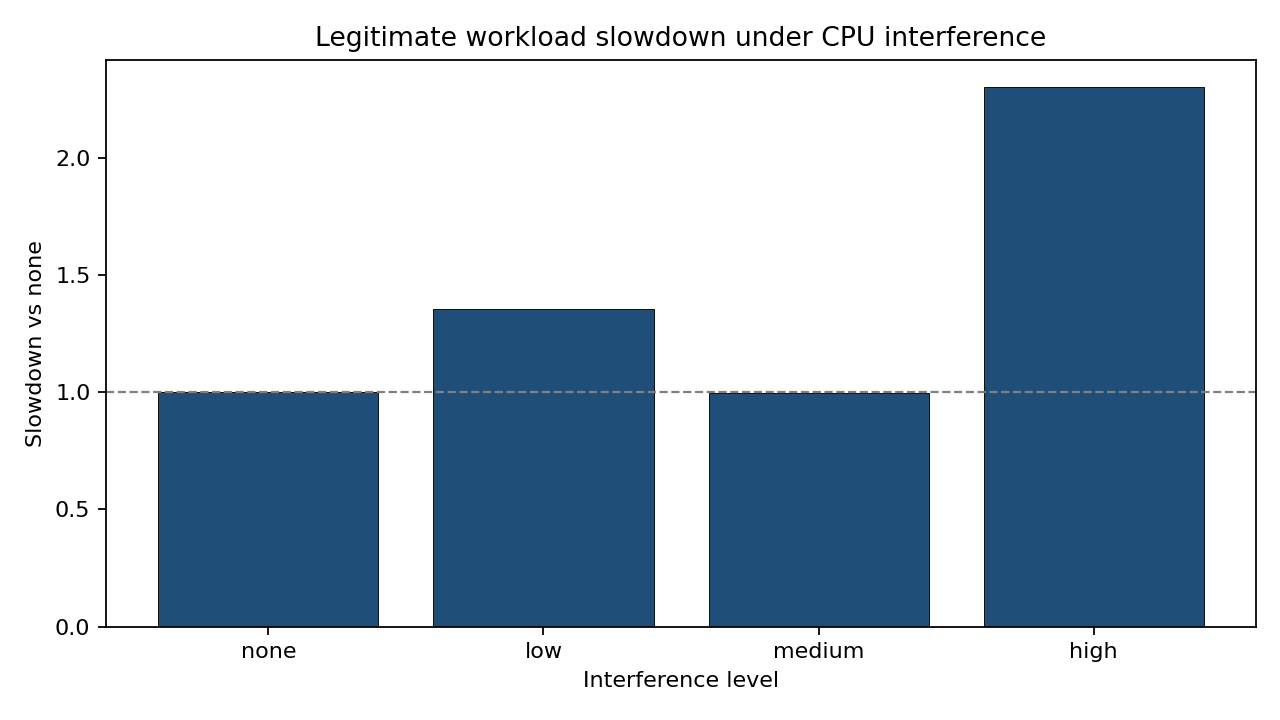 Legitimate workload slowdown under CPU interference
Slowdown vs none
2.0
1.5
1.0
0.5
0.0
none low medium high
Interference level